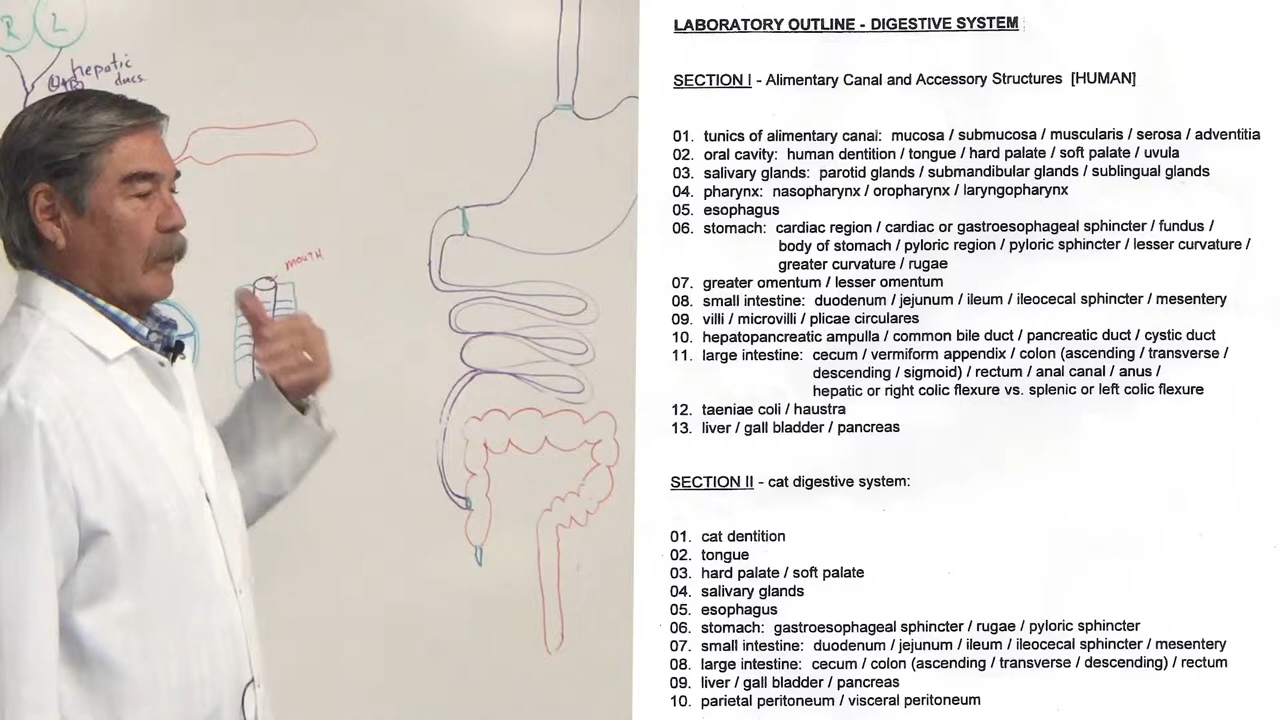 R L
hepatic
ducs.
MOUTH
LABORATORY OUTLINE - DIGESTIVE SYSTEM
SECTION I - Alimentary Canal and Accessory Structures [HUMAN]
01. tunics of alimentary canal: mucosa / submucosa / muscularis / serosa / adventitia
02. oral cavity: human dentition / tongue / hard palate / soft palate / uvula
03. salivary glands: parotid glands / submandibular glands / sublingual glands
04. pharynx: nasopharynx / oropharynx / laryngopharynx
05. esophagus
06. stomach: cardiac region / cardiac or gastroesophageal sphincter / fundus /
body of stomach / pyloric region / pyloric sphincter / lesser curvature /
greater curvature / rugae
07. greater omentum / lesser omentum
08. small intestine: duodenum / jejunum / ileum / ileocecal sphincter / mesentery
09. villi / microvilli / plicae circulares
10. hepatopancreatic ampulla / common bile duct / pancreatic duct / cystic duct
11. large intestine: cecum / vermiform appendix / colon (ascending / transverse /
descending / sigmoid) / rectum / anal canal / anus /
hepatic or right colic flexure vs. splenic or left colic flexure
12. taeniae coli / haustra
13. liver / gall bladder / pancreas
SECTION II - cat digestive system:
01. cat dentition
02. tongue
03. hard palate / soft palate
04. salivary glands
05. esophagus
06. stomach: gastroesophageal sphincter / rugae / pyloric sphincter
07. small intestine: duodenum / jejunum / ileum / ileocecal sphincter / mesentery
08. large intestine: cecum / colon (ascending / transverse / descending) / rectum
09. liver / gall bladder / pancreas
10. parietal peritoneum / visceral peritoneum